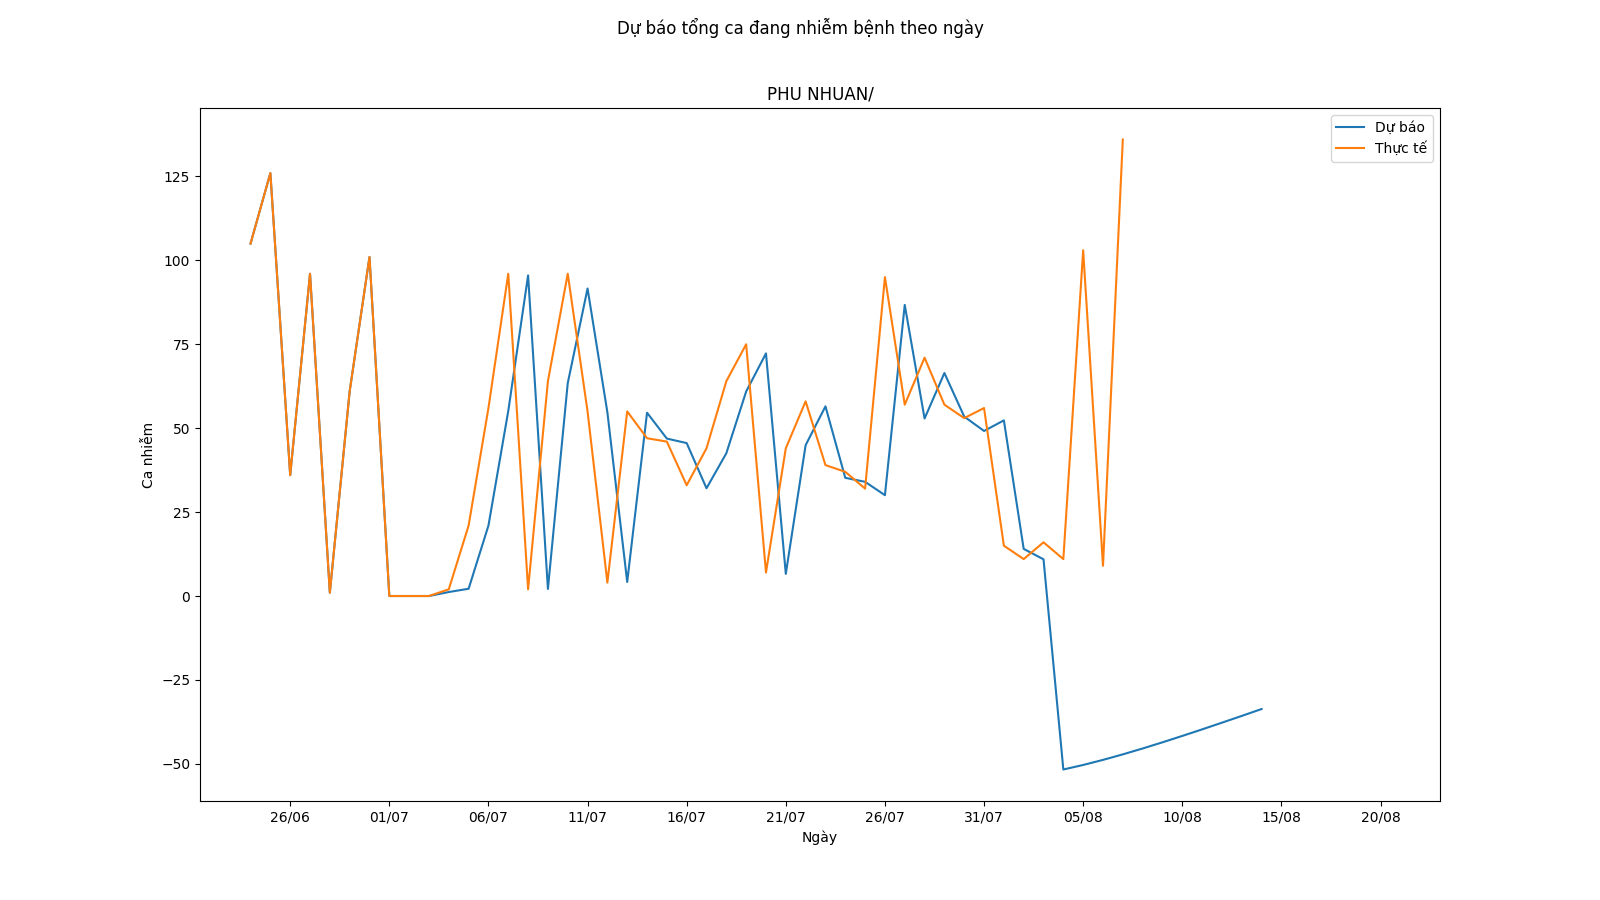 Dự báo tổng ca đang nhiễm bệnh theo ngày
PHU NHUAN/
Dự báo
Thực tế
125
100
75
50
25
0
−25
−50
Ca nhiễm
26/06 01/07 06/07 11/07 16/07 21/07 26/07 31/07 05/08 10/08 15/08 20/08
Ngày